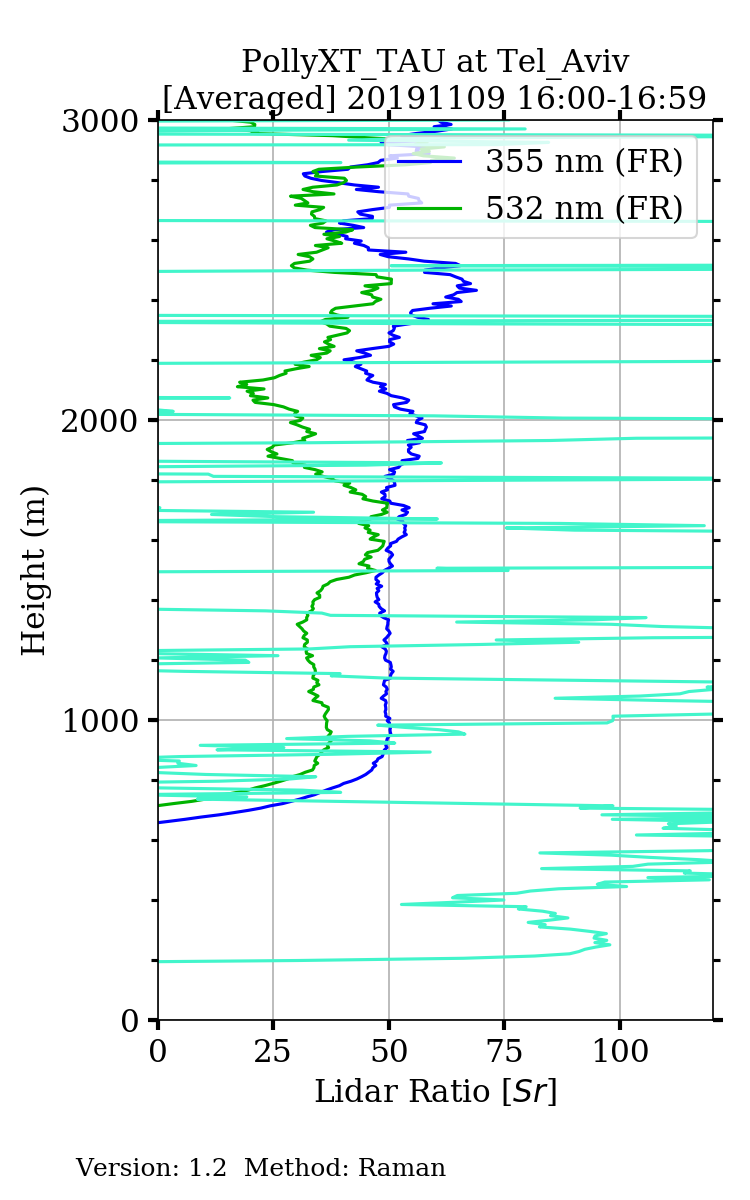 PollyXT_TAU at Tel_Aviv
[Averaged] 20191109 16:00-16:59
3000
355 nm (FR)
532 nm (FR)
2000
Height (m)
1000
0
0 25 50 75 100
Lidar Ratio [Sr]
Version: 1.2 Method: Raman